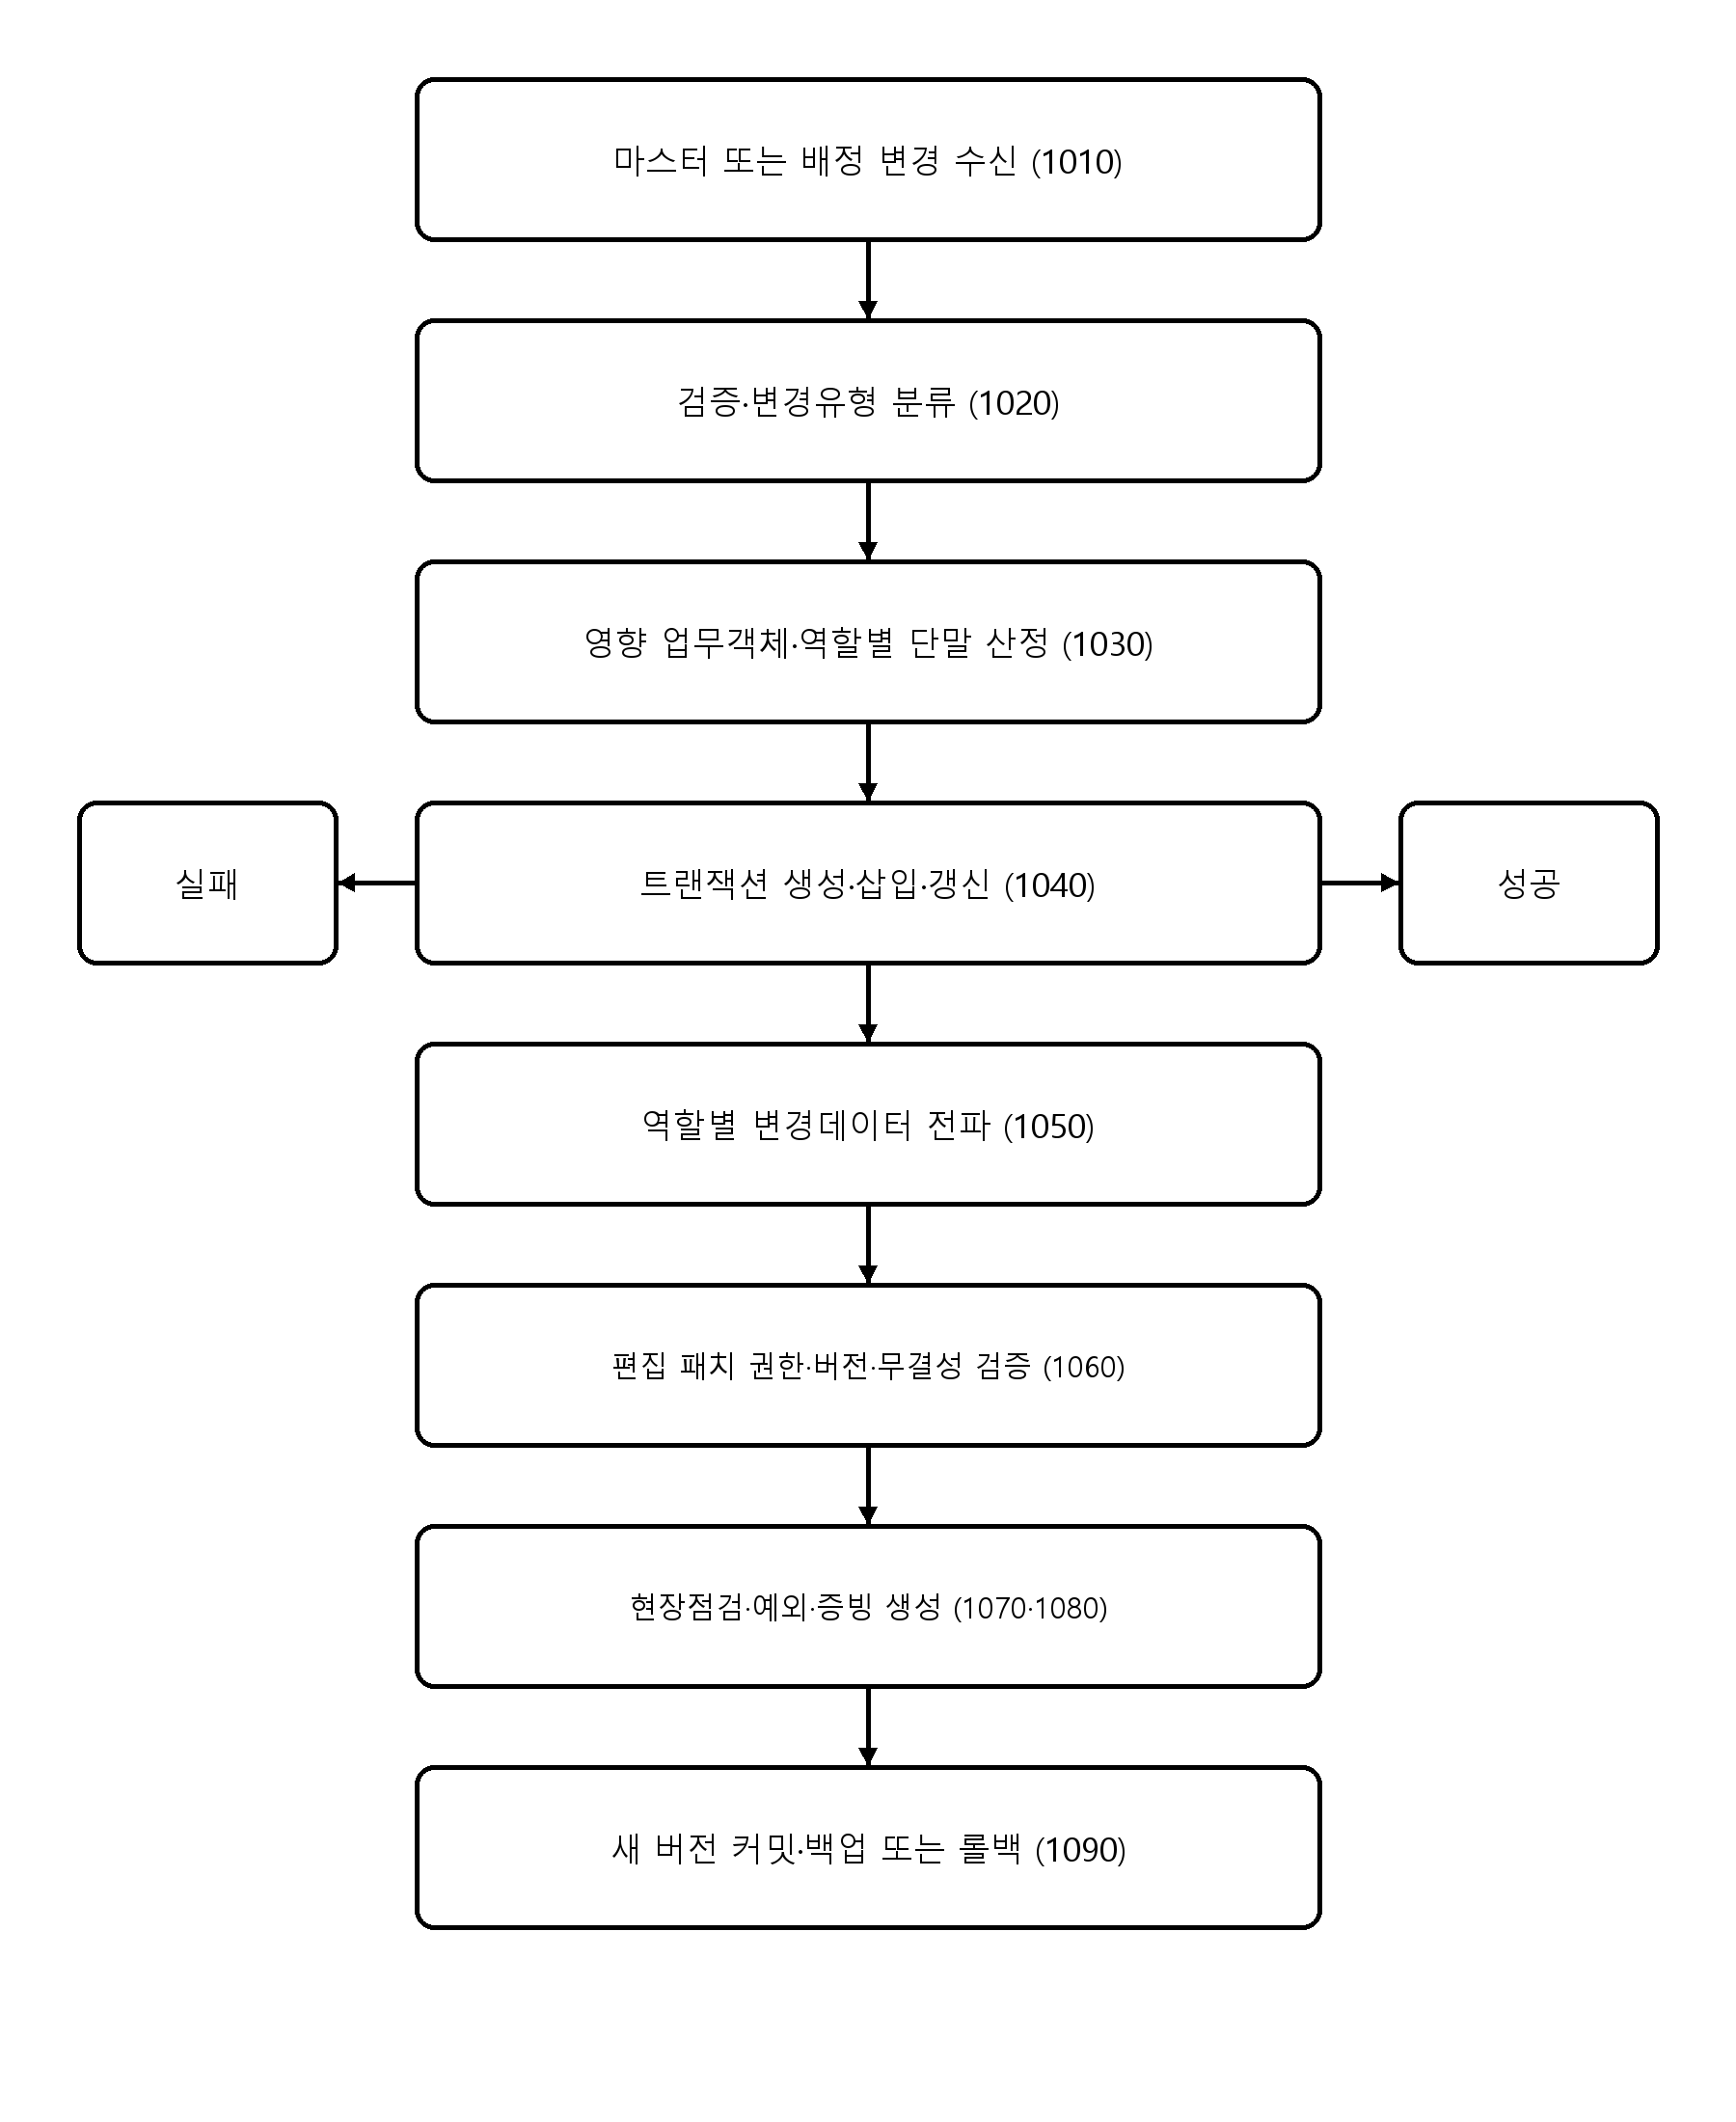 마스터 또는 배정 변경 수신 (1010)
검증·변경유형 분류 (1020)
영향 업무객체·역할별 단말 산정 (1030)
실패
트랜잭션 생성·삽입·갱신 (1040)
성공
역할별 변경데이터 전파 (1050)
편집 패치 권한·버전·무결성 검증 (1060)
현장점검·예외·증빙 생성 (1070·1080)
새 버전 커밋·백업 또는 롤백 (1090)